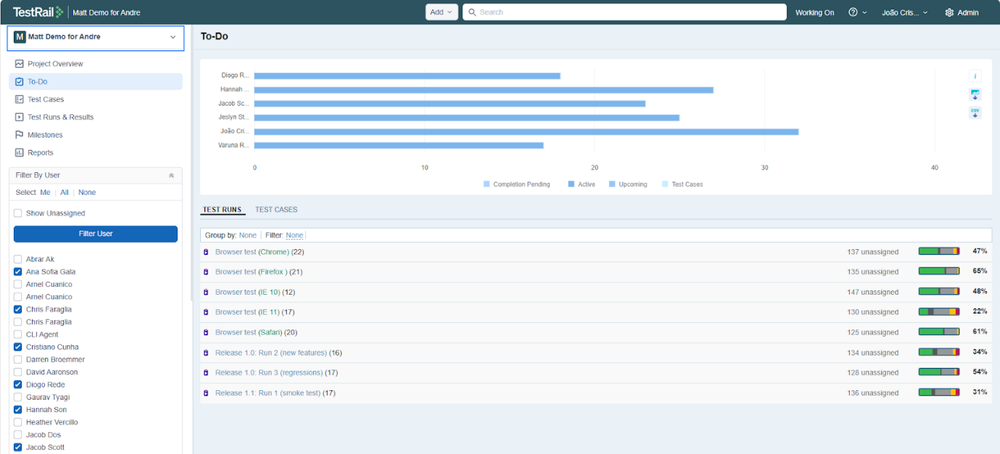 TestRail Matt Demo for Andre Add Search Working On João Cris... Admin
M Matt Demo for Andre
Project Overview
To-Do
Test Cases
Test Runs & Results
Milestones
Reports
Filter By User
Select Me All None
Show Unassigned
Filter User
Abrar Ak
Ana Sofia Gala
Arnel Cuanico
Arnel Cuanico
Chris Faraglia
Chris Faraglia
CLI Agent
Cristiano Cunha
Darren Broemmer
David Aaronson
Diogo Rede
Gaurav Tyagi
Hannah Son
Heather Vercillo
Jacob Dos
Jacob Scott
To-Do
Diogo R...
Hannah ...
Jacob Sc...
Jeslyn St...
João Cri...
Varuna R...
0 10 20 30 40
Completion Pending Active Upcoming Test Cases
i
CSV
TEST RUNS TEST CASES
Group by: None Filter: None
Browser test (Chrome) (22) 137 unassigned 47%
Browser test (Firefox ) (21) 135 unassigned 65%
Browser test (IE 10) (12) 147 unassigned 48%
Browser test (IE 11) (17) 130 unassigned 22%
Browser test (Safari) (20) 125 unassigned 61%
Release 1.0: Run 2 (new features) (16) 134 unassigned 34%
Release 1.0: Run 3 (regressions) (17) 128 unassigned 54%
Release 1.1: Run 1 (smoke test) (17) 136 unassigned 31%